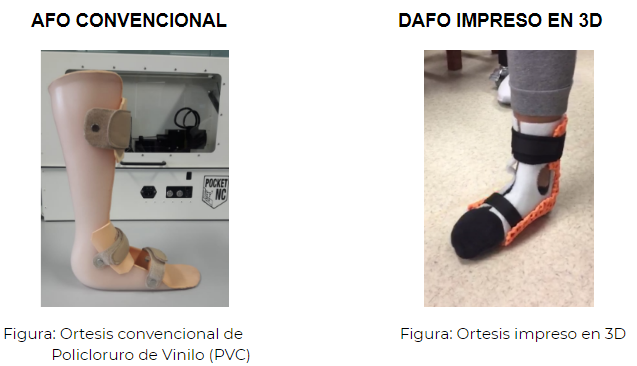 AFO CONVENCIONAL
DAFO IMPRESO EN 3D
POCKET
NC
Figura: Ortesis convencional de
Policloruro de Vinilo (PVC)
Figura: Ortesis impreso en 3D